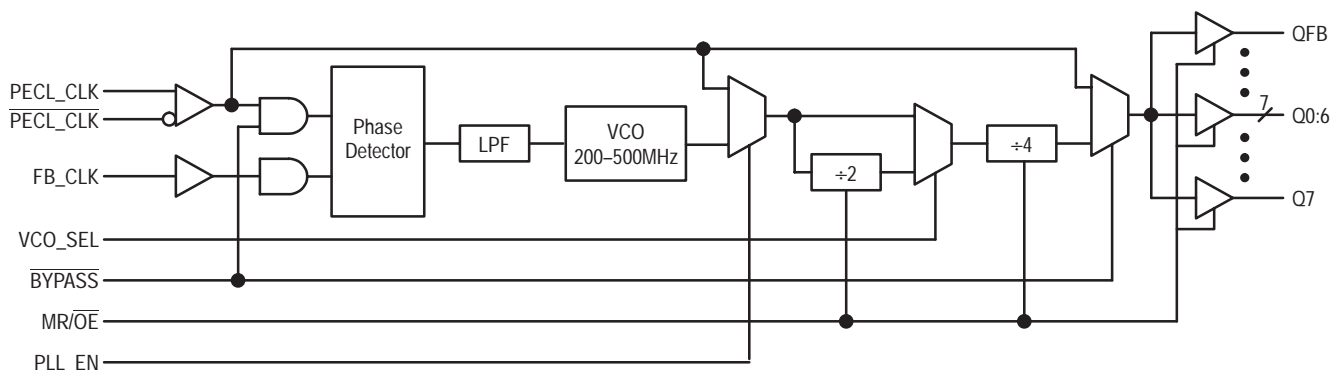 PECL_CLK
PECL_CLK
FB_CLK
VCO_SEL
BYPASS
MR/OE
PLL_EN
Phase
Detector
LPF
VCO
200–500MHz
÷2
÷4
QFB
7
Q0:6
Q7